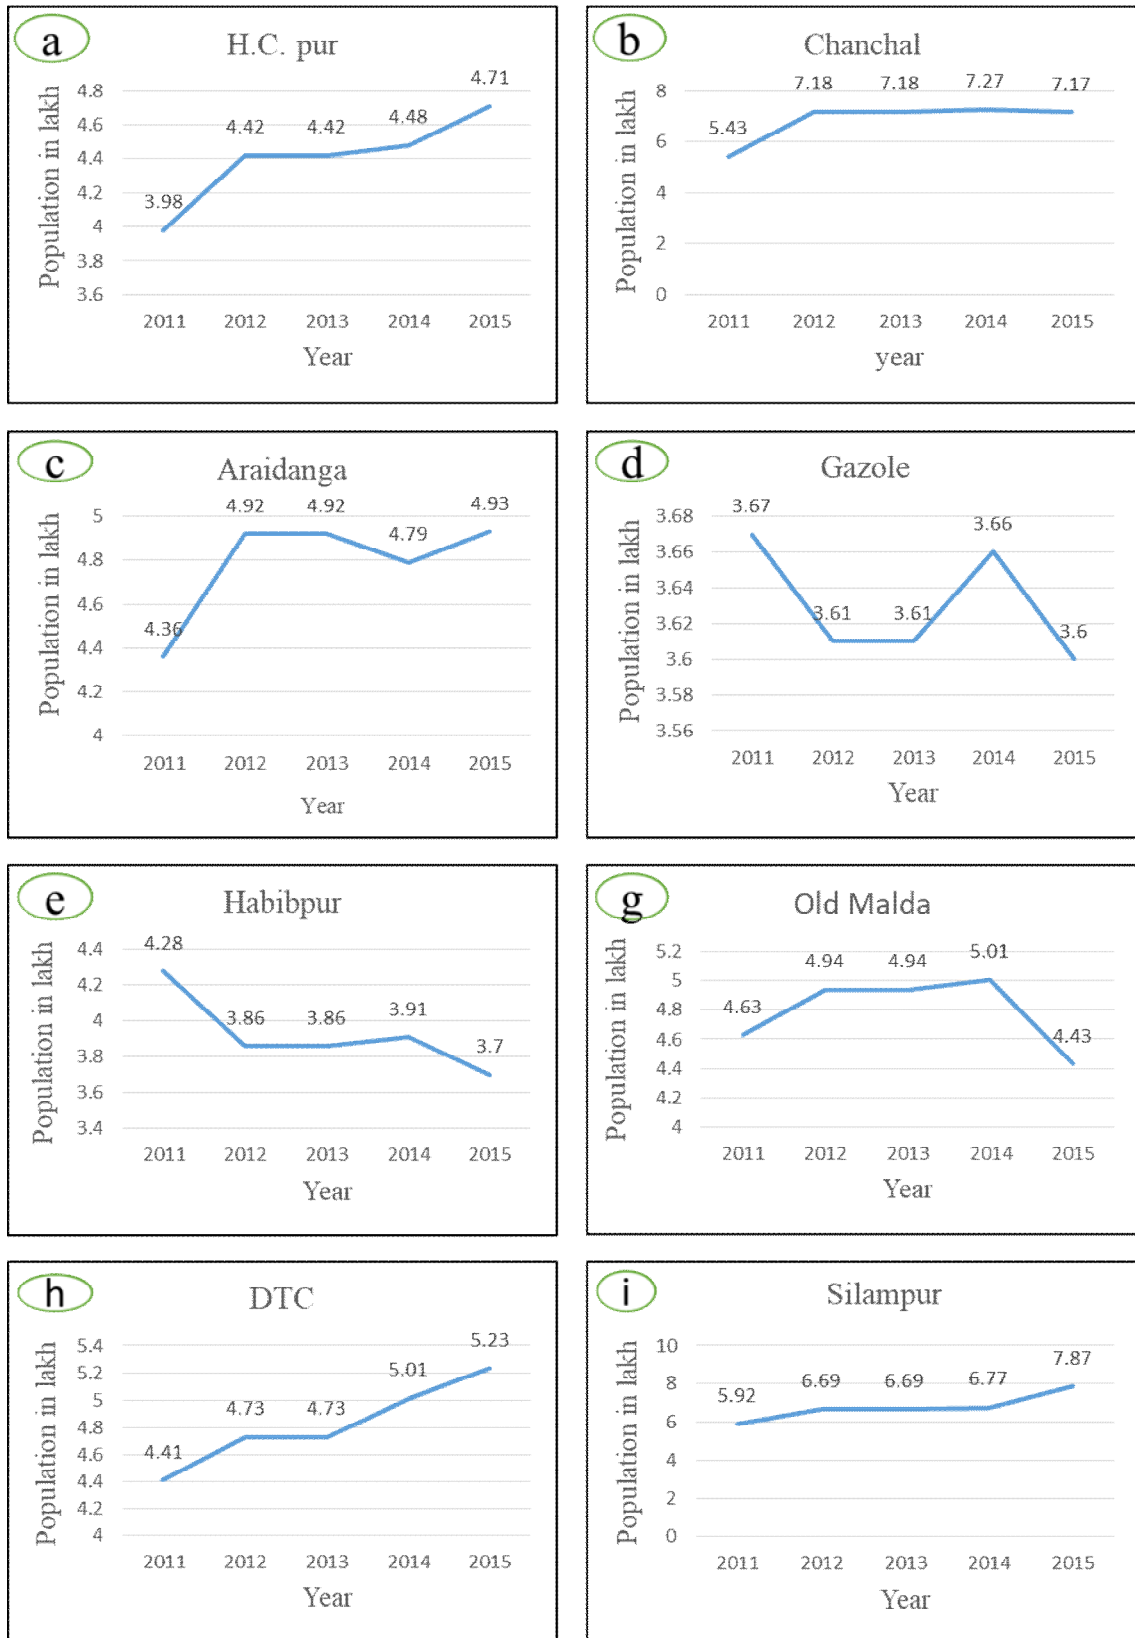 a
H.C. pur
Population in lakh
4.8
4.6
4.4
4.2
4
3.8
3.6
3.98
4.42
4.42
4.48
4.71
2011 2012 2013 2014 2015
Year
b
Chanchal
Population in lakh
8
6
4
2
0
5.43
7.18
7.18
7.27
7.17
2011 2012 2013 2014 2015
year
c
Araidanga
Population in lakh
5
4.8
4.6
4.4
4.2
4
4.36
4.92
4.92
4.79
4.93
2011 2012 2013 2014 2015
Year
d
Gazole
Population in lakh
3.68
3.66
3.64
3.62
3.6
3.58
3.56
3.67
3.61
3.61
3.66
3.6
2011 2012 2013 2014 2015
Year
e
Habibpur
Population in lakh
4.4
4.2
4
3.8
3.6
3.4
4.28
3.86
3.86
3.91
3.7
2011 2012 2013 2014 2015
Year
g
Old Malda
Population in lakh
5.2
5
4.8
4.6
4.4
4.2
4
4.63
4.94
4.94
5.01
4.43
2011 2012 2013 2014 2015
Year
h
DTC
Population in lakh
5.4
5.2
5
4.8
4.6
4.4
4.2
4
4.41
4.73
4.73
5.01
5.23
2011 2012 2013 2014 2015
Year
i
Silampur
Population in lakh
10
8
6
4
2
0
5.92
6.69
6.69
6.77
7.87
2011 2012 2013 2014 2015
Year